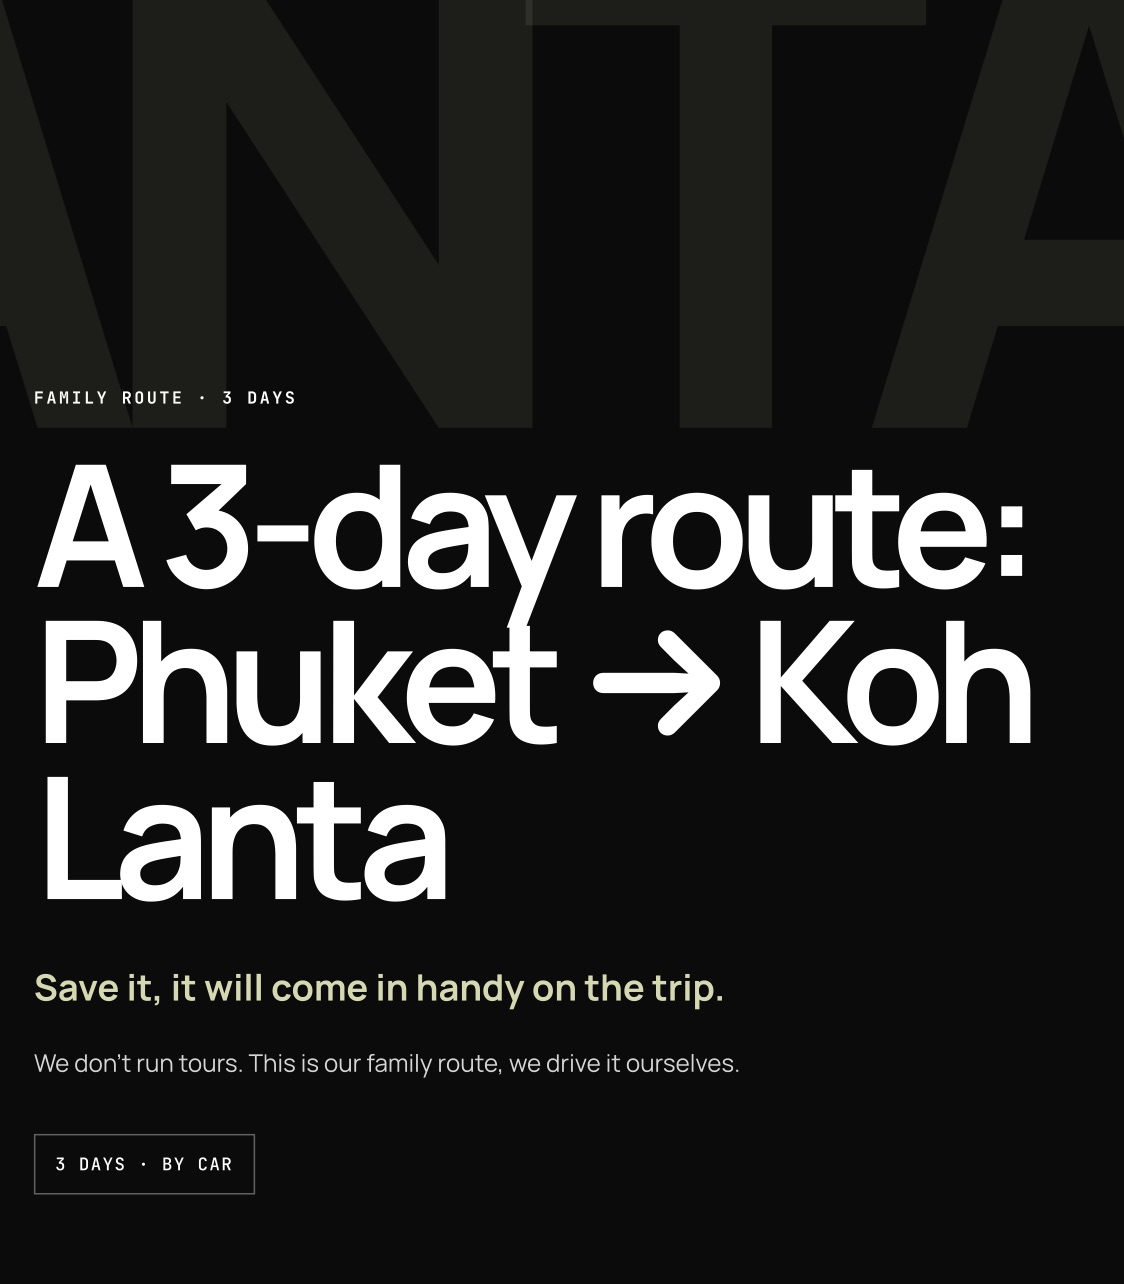 ANTA
FAMILY ROUTE · 3 DAYS
A 3-day route:
Phuket → Koh
Lanta
Save it, it will come in handy on the trip.
We don't run tours. This is our family route, we drive it ourselves.
3 DAYS · BY CAR